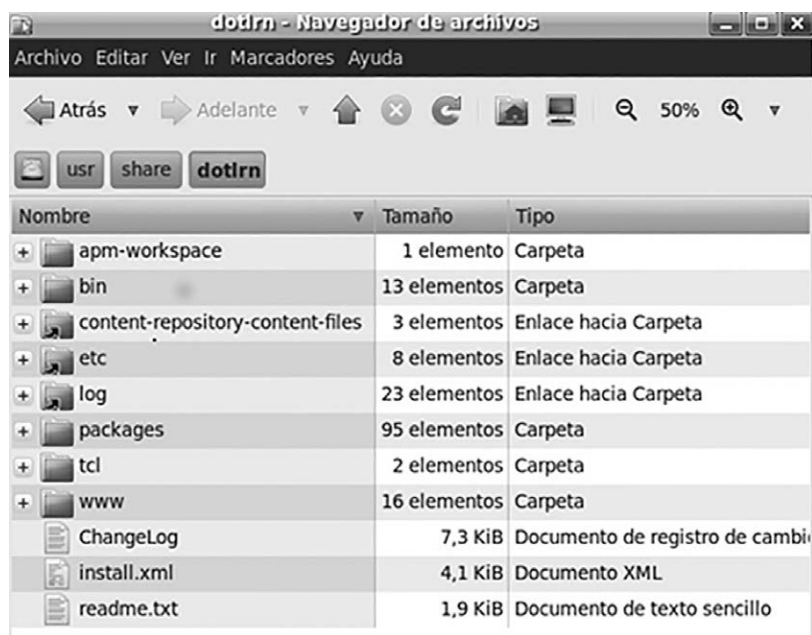 dotlrn - Navegador de archivos
Archivo Editar Ver Ir Marcadores Ayuda
Atrás Adelante 50%
usr share dotlrn
Nombre Tamaño Tipo
apm-workspace 1 elemento Carpeta
bin 13 elementos Carpeta
content-repository-content-files 3 elementos Enlace hacia Carpeta
etc 8 elementos Enlace hacia Carpeta
log 23 elementos Enlace hacia Carpeta
packages 95 elementos Carpeta
tcl 2 elementos Carpeta
www 16 elementos Carpeta
ChangeLog 7,3 KiB Documento de registro de cambi
install.xml 4,1 KiB Documento XML
readme.txt 1,9 KiB Documento de texto sencillo